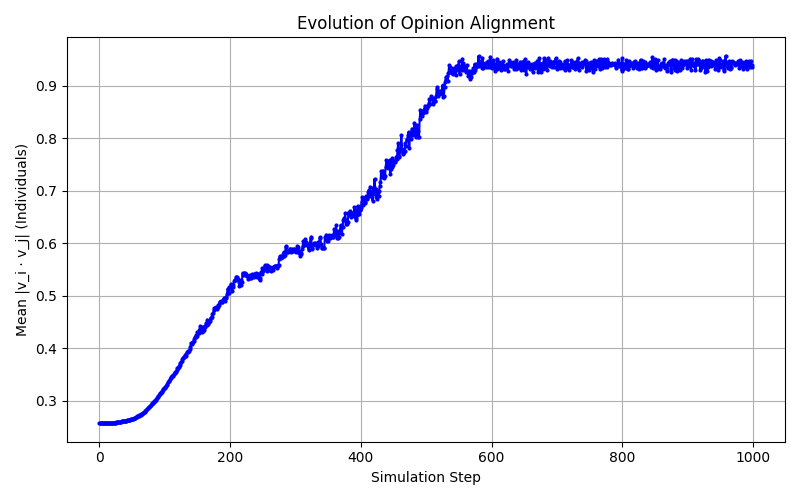 Evolution of Opinion Alignment
Mean |v_i · v_j| (Individuals)
0.9
0.8
0.7
0.6
0.5
0.4
0.3
0 200 400 600 800 1000
Simulation Step